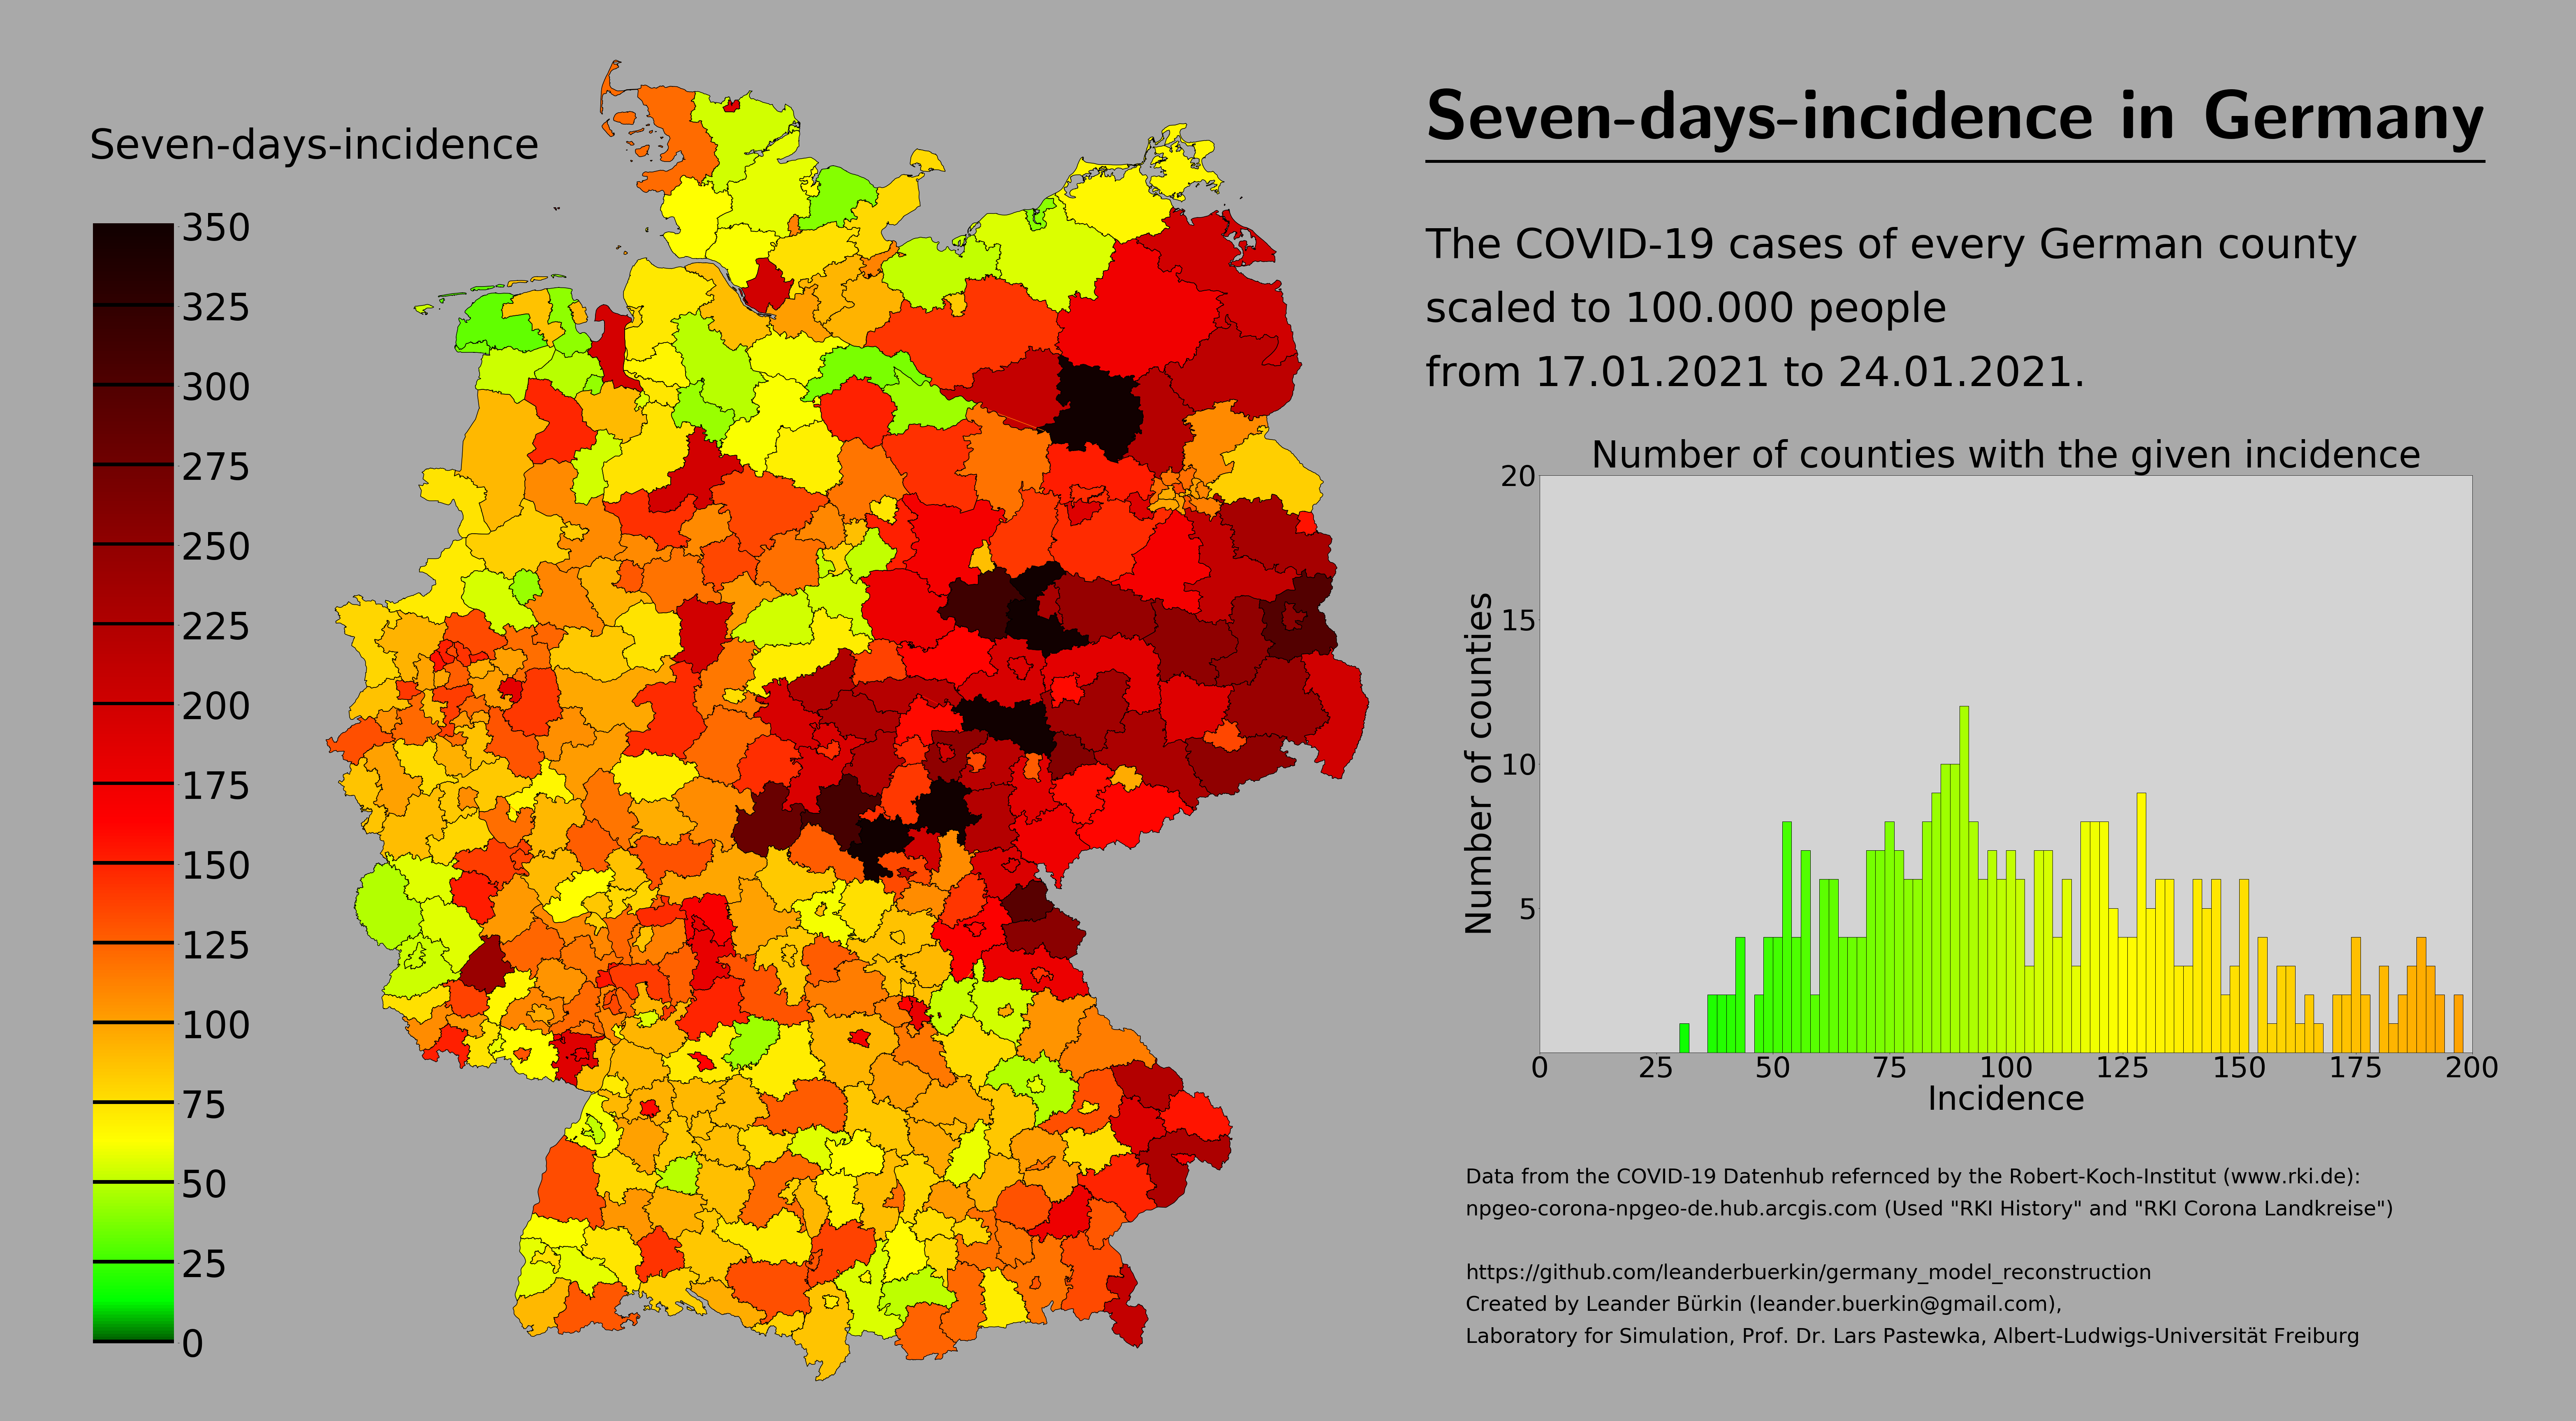 Seven-days-incidence in Germany
Seven-days-incidence
350
325
300
275
250
225
200
175
150
125
100
75
50
25
0
The COVID-19 cases of every German county
scaled to 100.000 people
from 17.01.2021 to 24.01.2021.
Number of counties with the given incidence
Number of counties
20
15
10
5
0 25 50 75 100 125 150 175 200
Incidence
Data from the COVID-19 Datenhub refernced by the Robert-Koch-Institut (www.rki.de):
npgeo-corona-npgeo-de.hub.arcgis.com (Used "RKI History" and "RKI Corona Landkreise")
https://github.com/leanderbuerkin/germany_model_reconstruction
Created by Leander Bürkin (leander.buerkin@gmail.com),
Laboratory for Simulation, Prof. Dr. Lars Pastewka, Albert-Ludwigs-Universität Freiburg